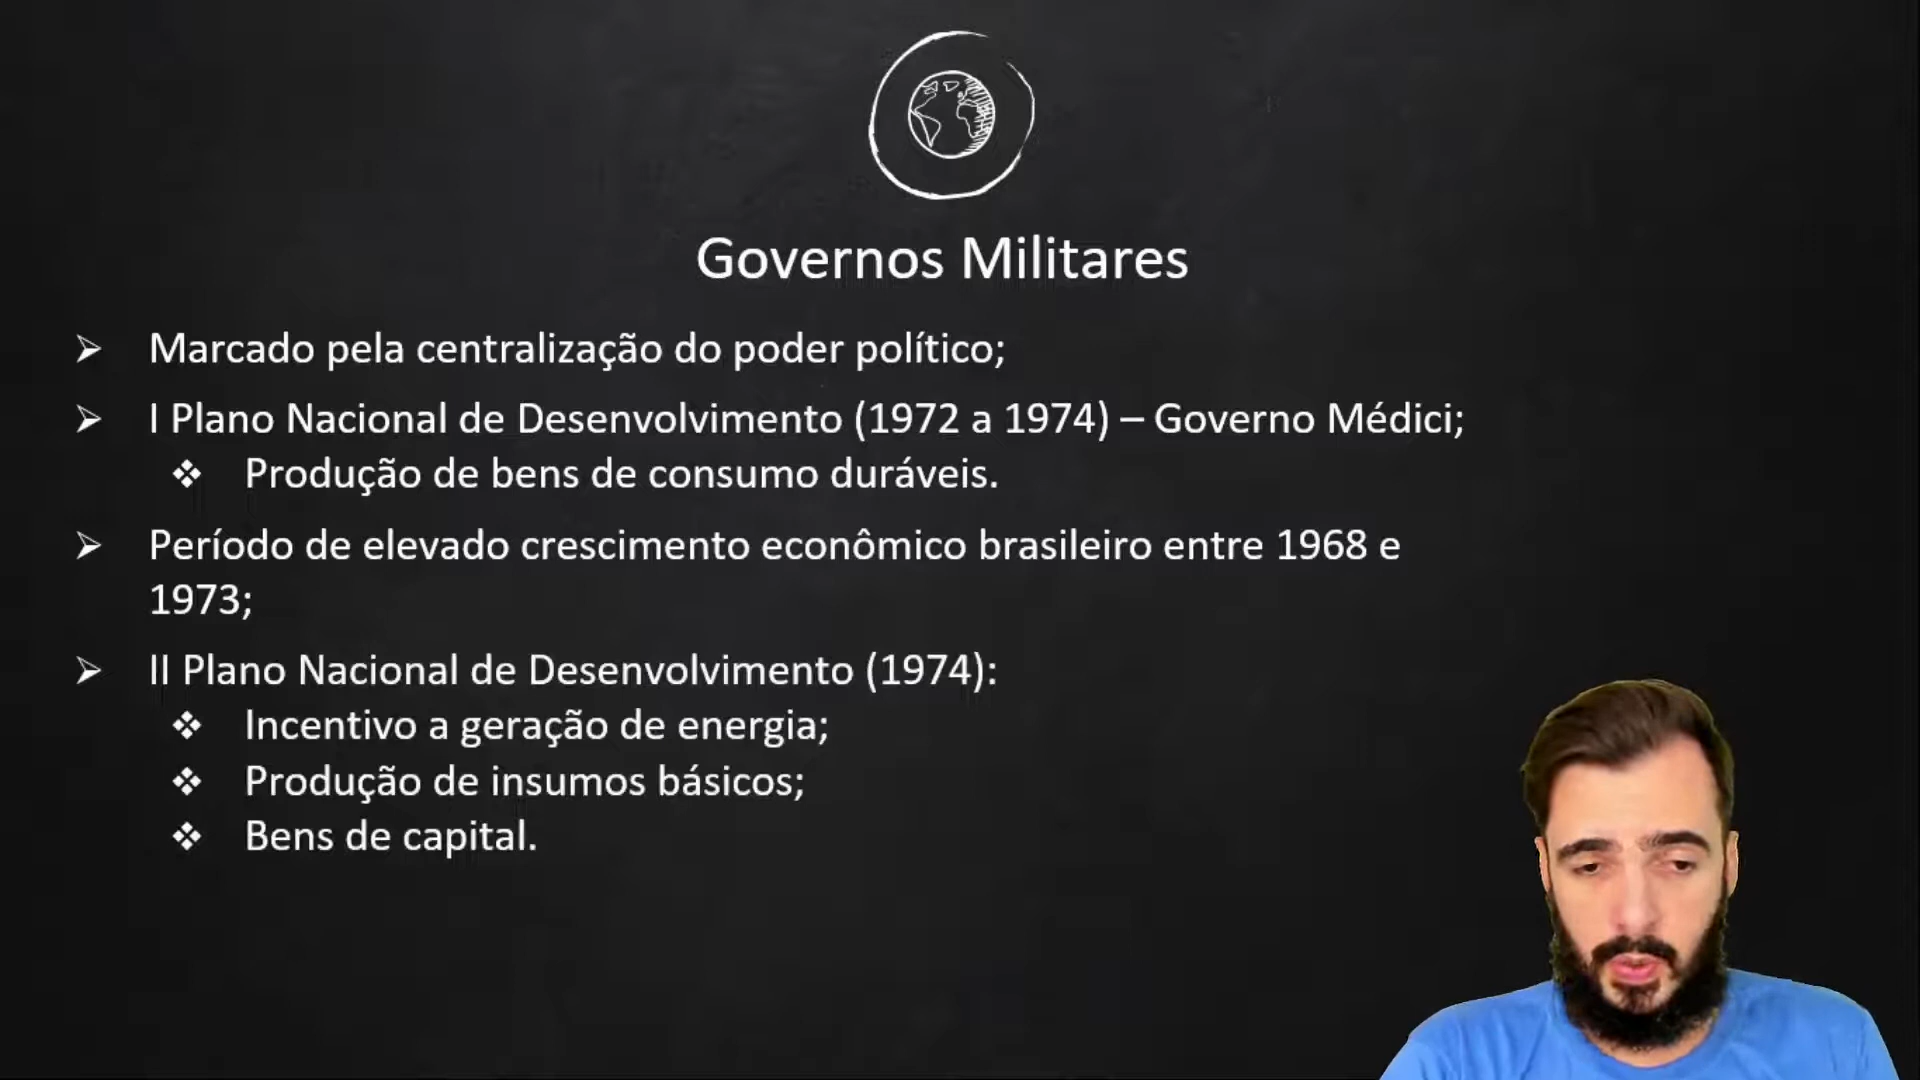 Governos Militares
Marcado pela centralização do poder político;
I Plano Nacional de Desenvolvimento (1972 a 1974) – Governo Médici;
Produção de bens de consumo duráveis.
Período de elevado crescimento econômico brasileiro entre 1968 e
1973;
II Plano Nacional de Desenvolvimento (1974):
Incentivo a geração de energia;
Produção de insumos básicos;
Bens de capital.